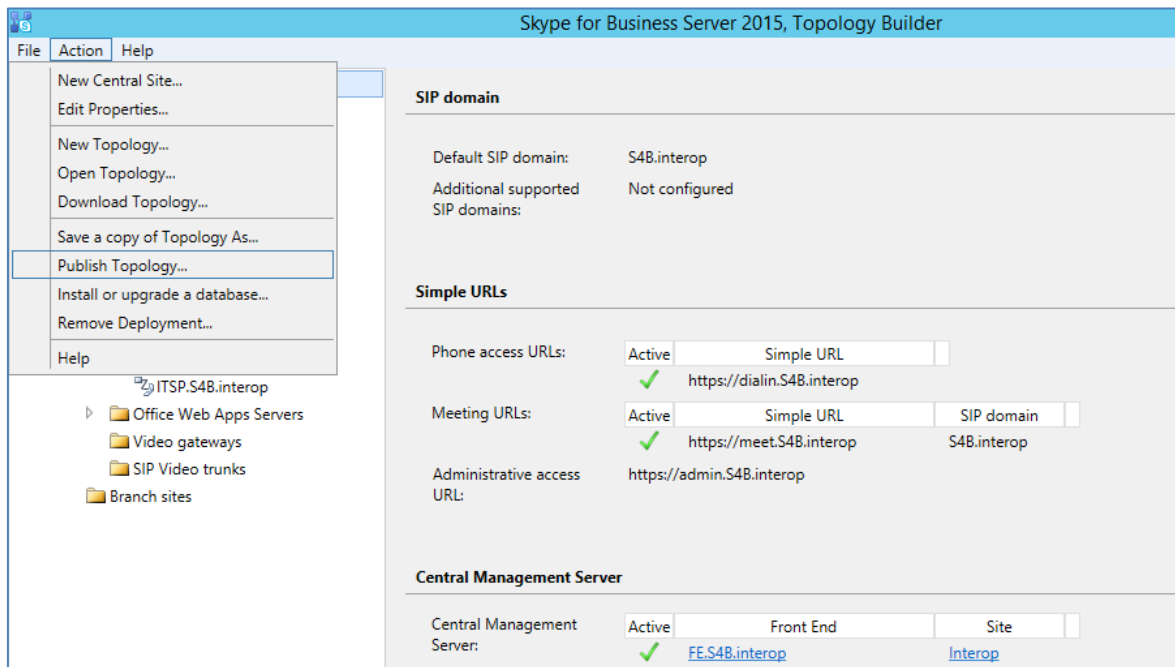 Skype for Business Server 2015, Topology Builder
File Action Help
New Central Site...
Edit Properties...
New Topology...
Open Topology...
Download Topology...
Save a copy of Topology As...
Publish Topology...
Install or upgrade a database...
Remove Deployment...
Help
ITSP.S4B.interop
Office Web Apps Servers
Video gateways
SIP Video trunks
Branch sites
SIP domain
Default SIP domain: S4B.interop
Additional supported Not configured
SIP domains:
Simple URLs
Phone access URLs: Active Simple URL
https://dialin.S4B.interop
Meeting URLs: Active Simple URL SIP domain
https://meet.S4B.interop S4B.interop
Administrative access https://admin.S4B.interop
URL:
Central Management Server
Central Management Active Front End Site
Server: FE.S4B.interop Interop